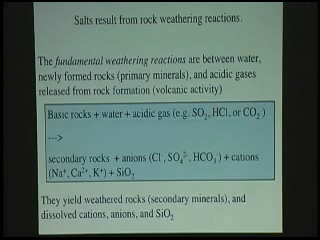 Salts result from rock weathering reactions.
The fundamental weathering reactions are between water,
newly formed rocks (primary minerals), and acidic gases
released from rock formation (volcanic activity)
Basic rocks + water + acidic gas (e.g. SO2, HCl, or CO2 )
--->
secondary rocks + anions (Cl-, SO4 2-, HCO3-) + cations
(Na+, Ca2+, K+) + SiO2
They yield weathered rocks (secondary minerals), and
dissolved cations, anions, and SiO2